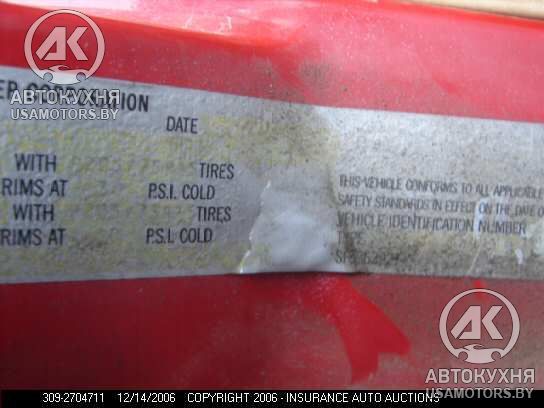 АК
АВТОКУХНЯ
USAMOTORS.BY
DATE
WITH TIRES
RIMS AT P.S.I. COLD
WITH TIRES
RIMS AT P.S.I. COLD
THIS VEHICLE CONFORMS TO ALL APPLICABLE
SAFETY STANDARDS IN EFFECT ON THE DATE OF
VEHICLE IDENTIFICATION NUMBER
АК
АВТОКУХНЯ
USAMOTORS.BY
309-2704711 12/14/2006 COPYRIGHT 2006 - INSURANCE AUTO AUCTIONS